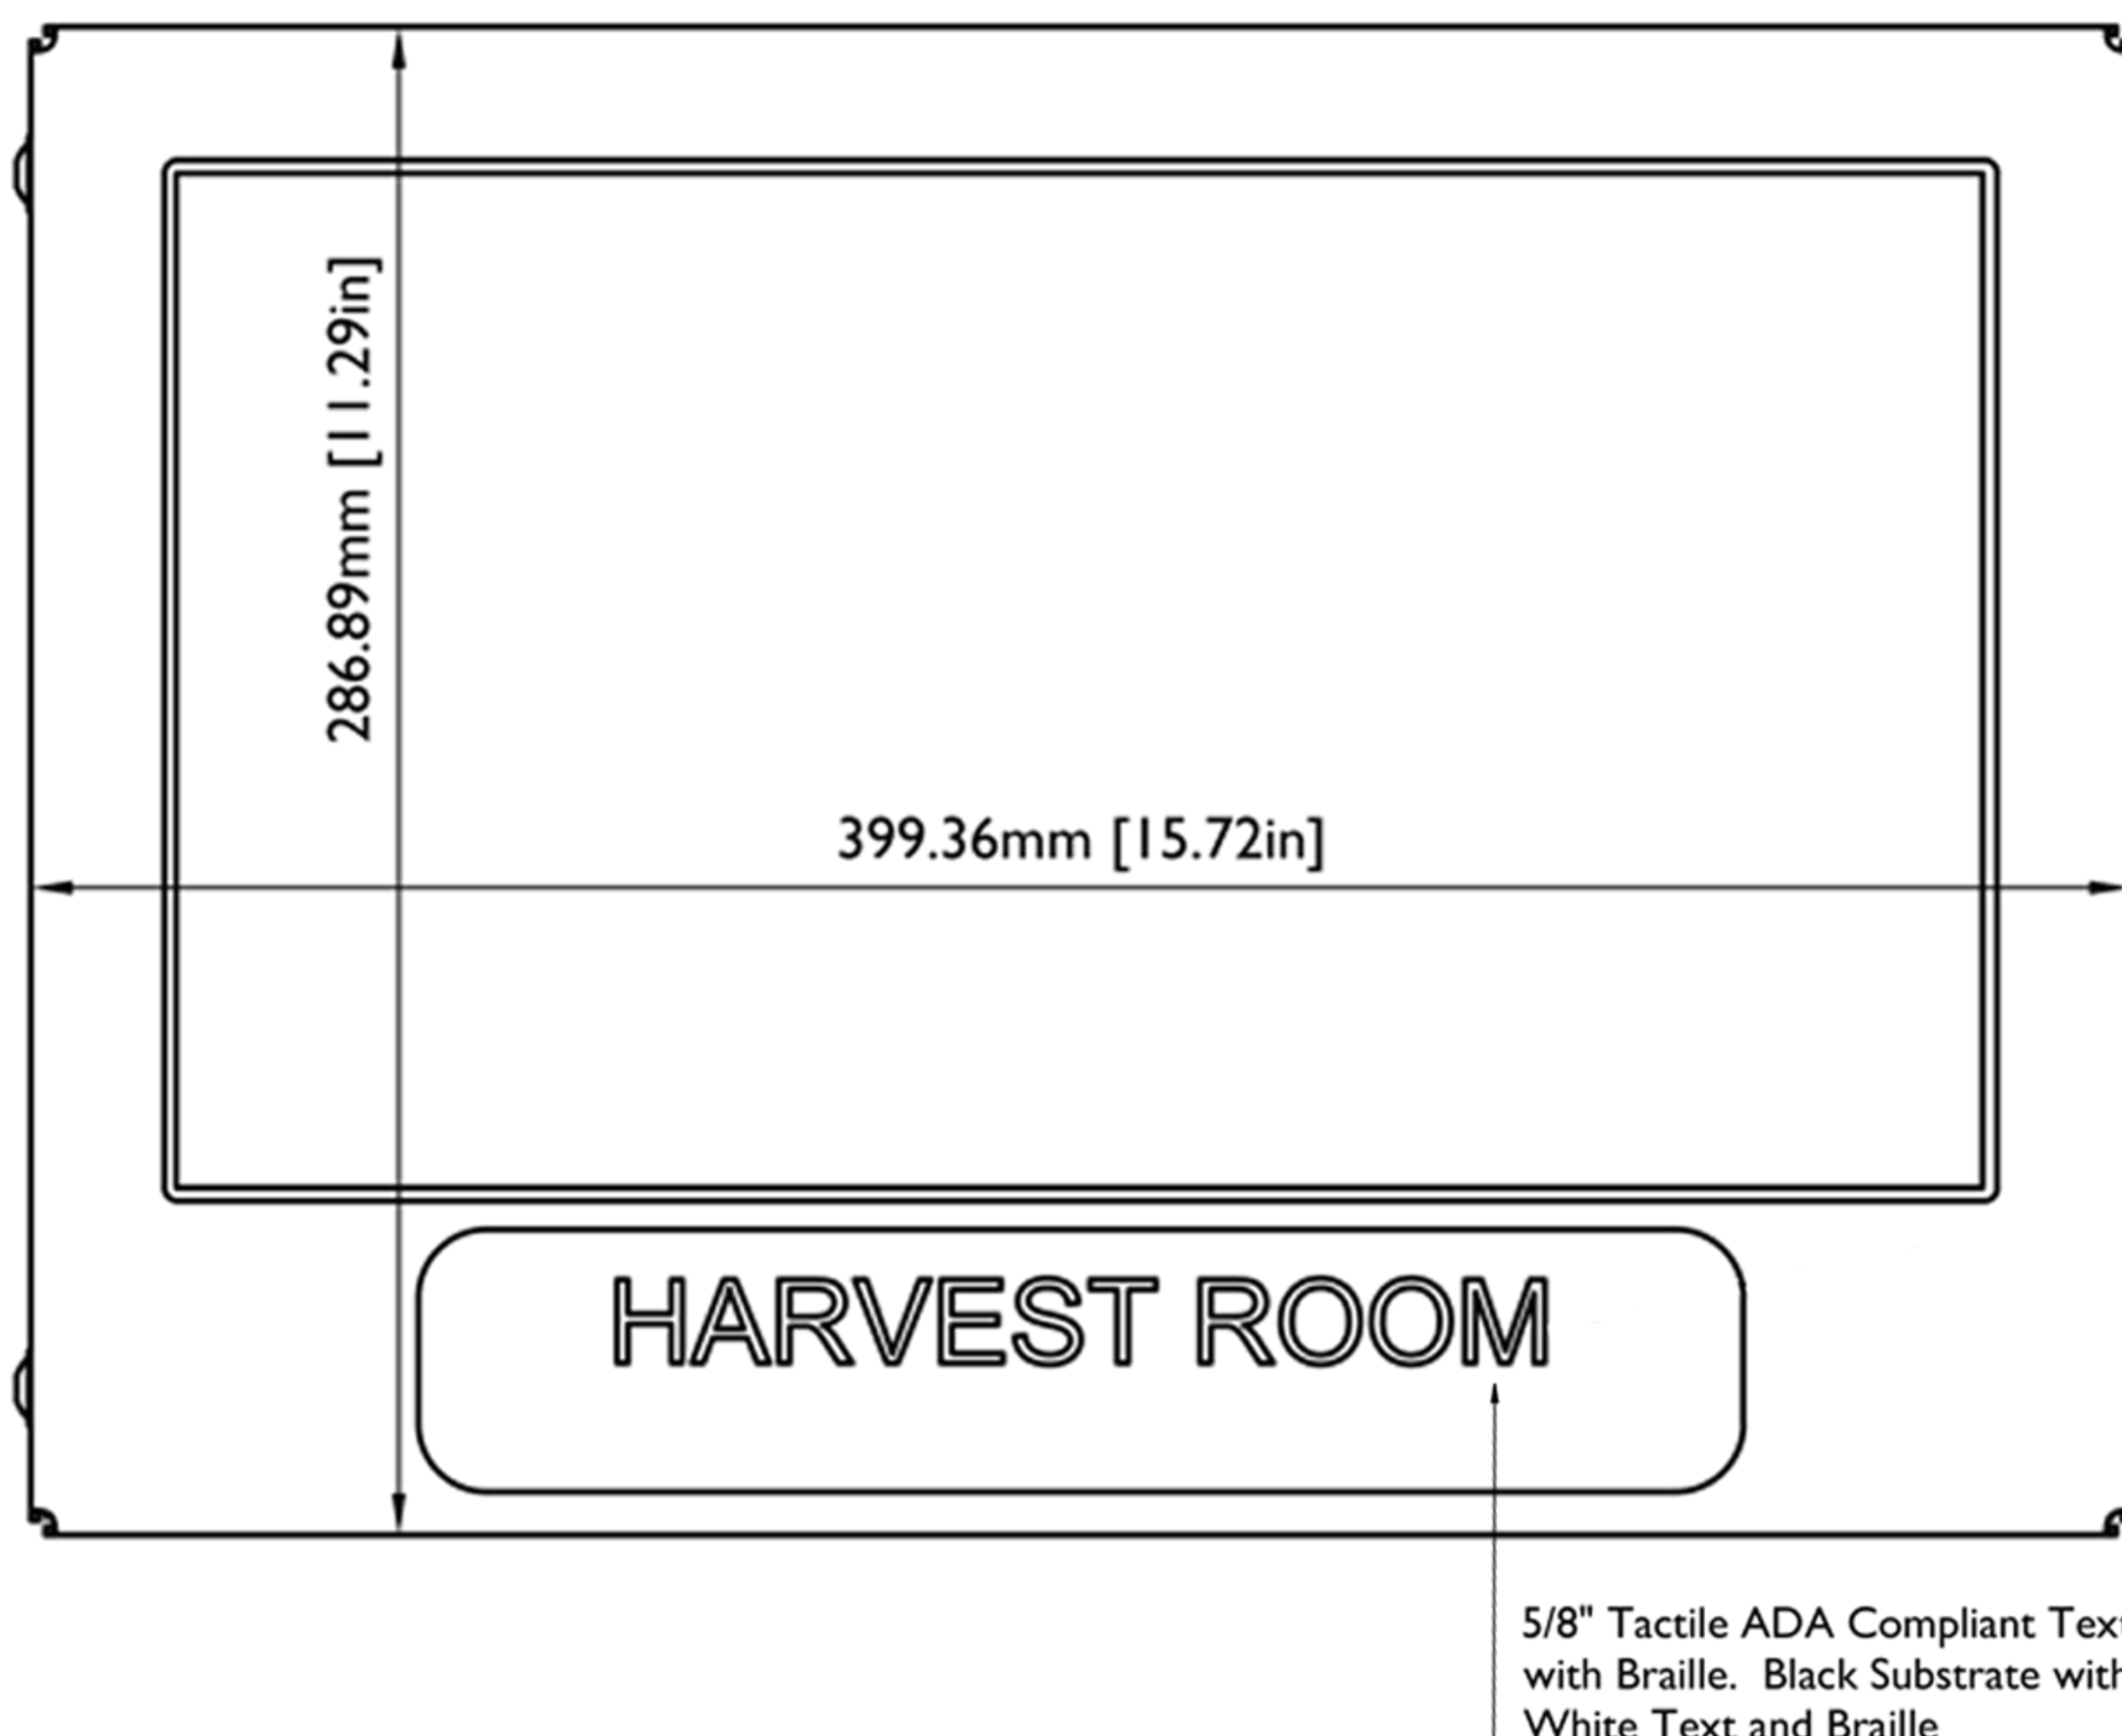 286.89mm [11.29in]
399.36mm [15.72in]
HARVEST ROOM
5/8" Tactile ADA Compliant Text
with Braille.  Black Substrate with
White Text and Braille